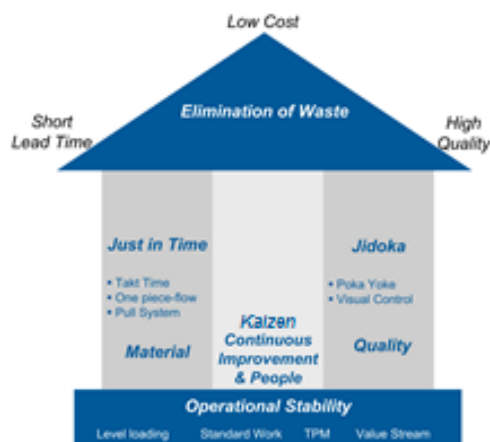 Low Cost
Elimination of Waste
Short
Lead Time
High
Quality
Just in Time
▪ Takt Time
▪ One piece-flow
▪ Pull System
Material
Kaizen
Continuous
Improvement
& People
Jidoka
▪ Poka Yoke
▪ Visual Control
Quality
Operational Stability
Level loading Standard Work TPM Value Stream